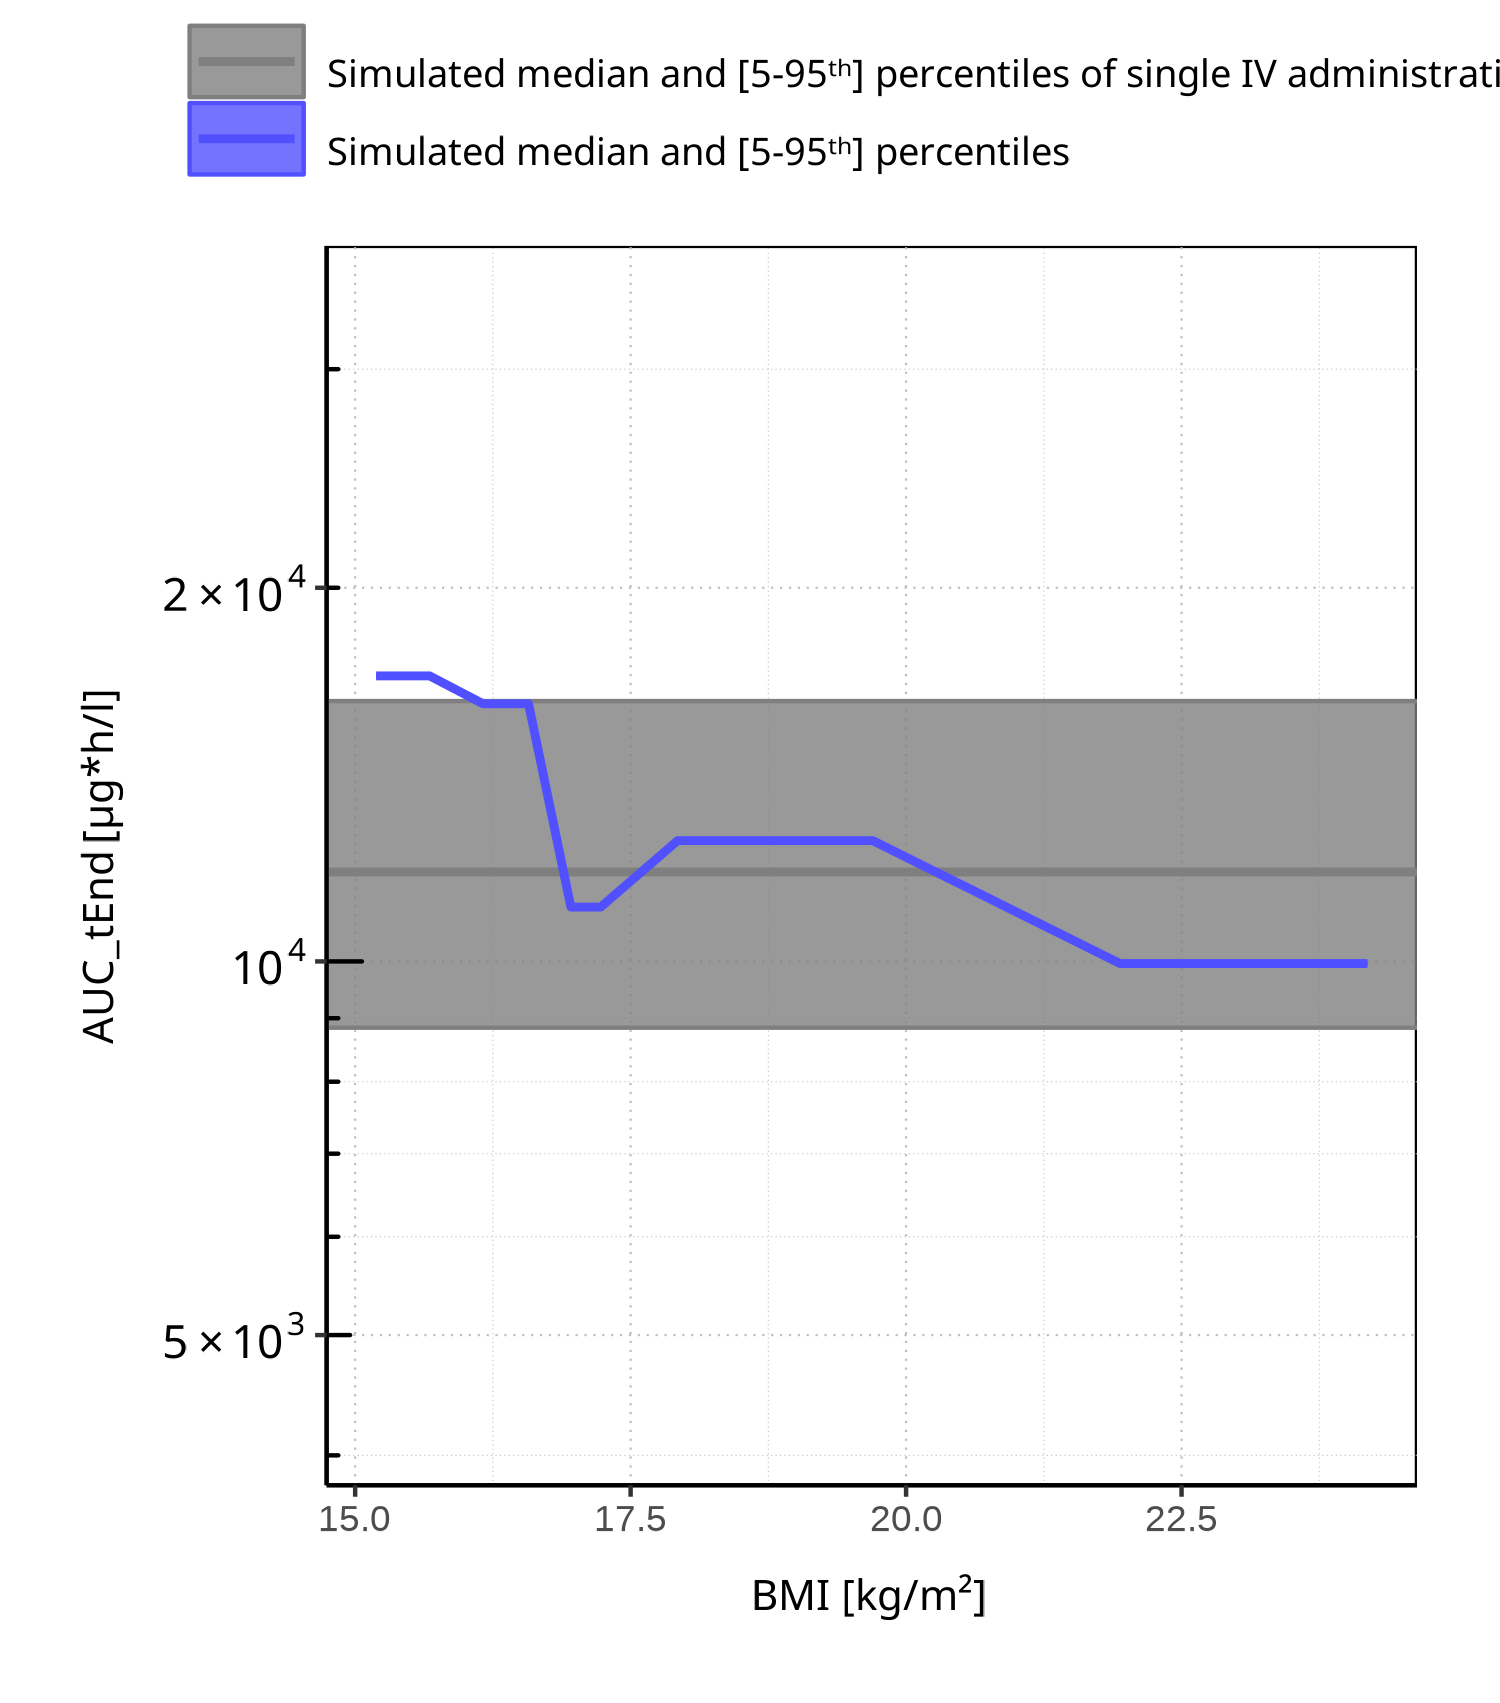 Simulated median and [5-95ᵗʰ] percentiles of single IV administrati
Simulated median and [5-95ᵗʰ] percentiles
2 × 10⁴
10⁴
5 × 10³
AUC_tEnd [µg*h/l]
15.0 17.5 20.0 22.5
BMI [kg/m²]